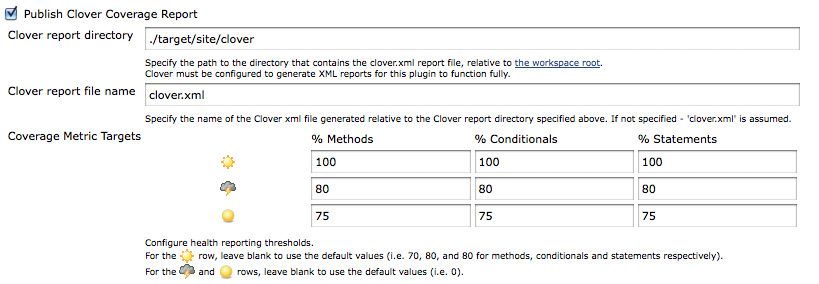 Publish Clover Coverage Report
Clover report directory
./target/site/clover
Specify the path to the directory that contains the clover.xml report file, relative to the workspace root.
Clover must be configured to generate XML reports for this plugin to function fully.
Clover report file name
clover.xml
Specify the name of the Clover xml file generated relative to the Clover report directory specified above. If not specified - 'clover.xml' is assumed.
Coverage Metric Targets
% Methods % Conditionals % Statements
100 100 100
80 80 80
75 75 75
Configure health reporting thresholds.
For the row, leave blank to use the default values (i.e. 70, 80, and 80 for methods, conditionals and statements respectively).
For the and rows, leave blank to use the default values (i.e. 0).